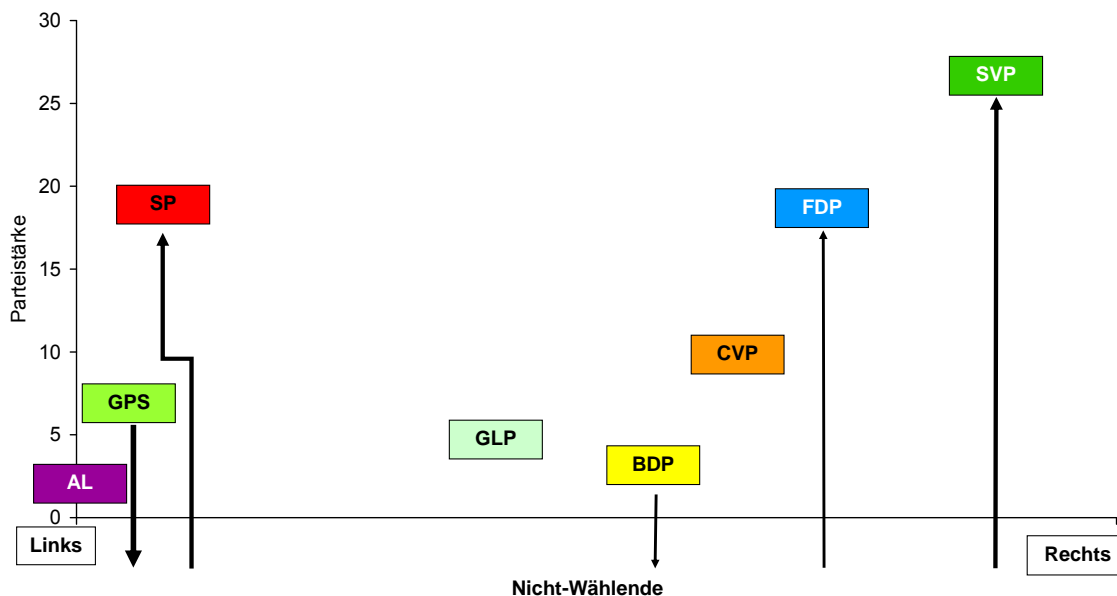 30
25
20
15
10
5
0
Parteistärke
SVP
SP
FDP
CVP
GPS
GLP
BDP
AL
Links
Rechts
Nicht-Wählende